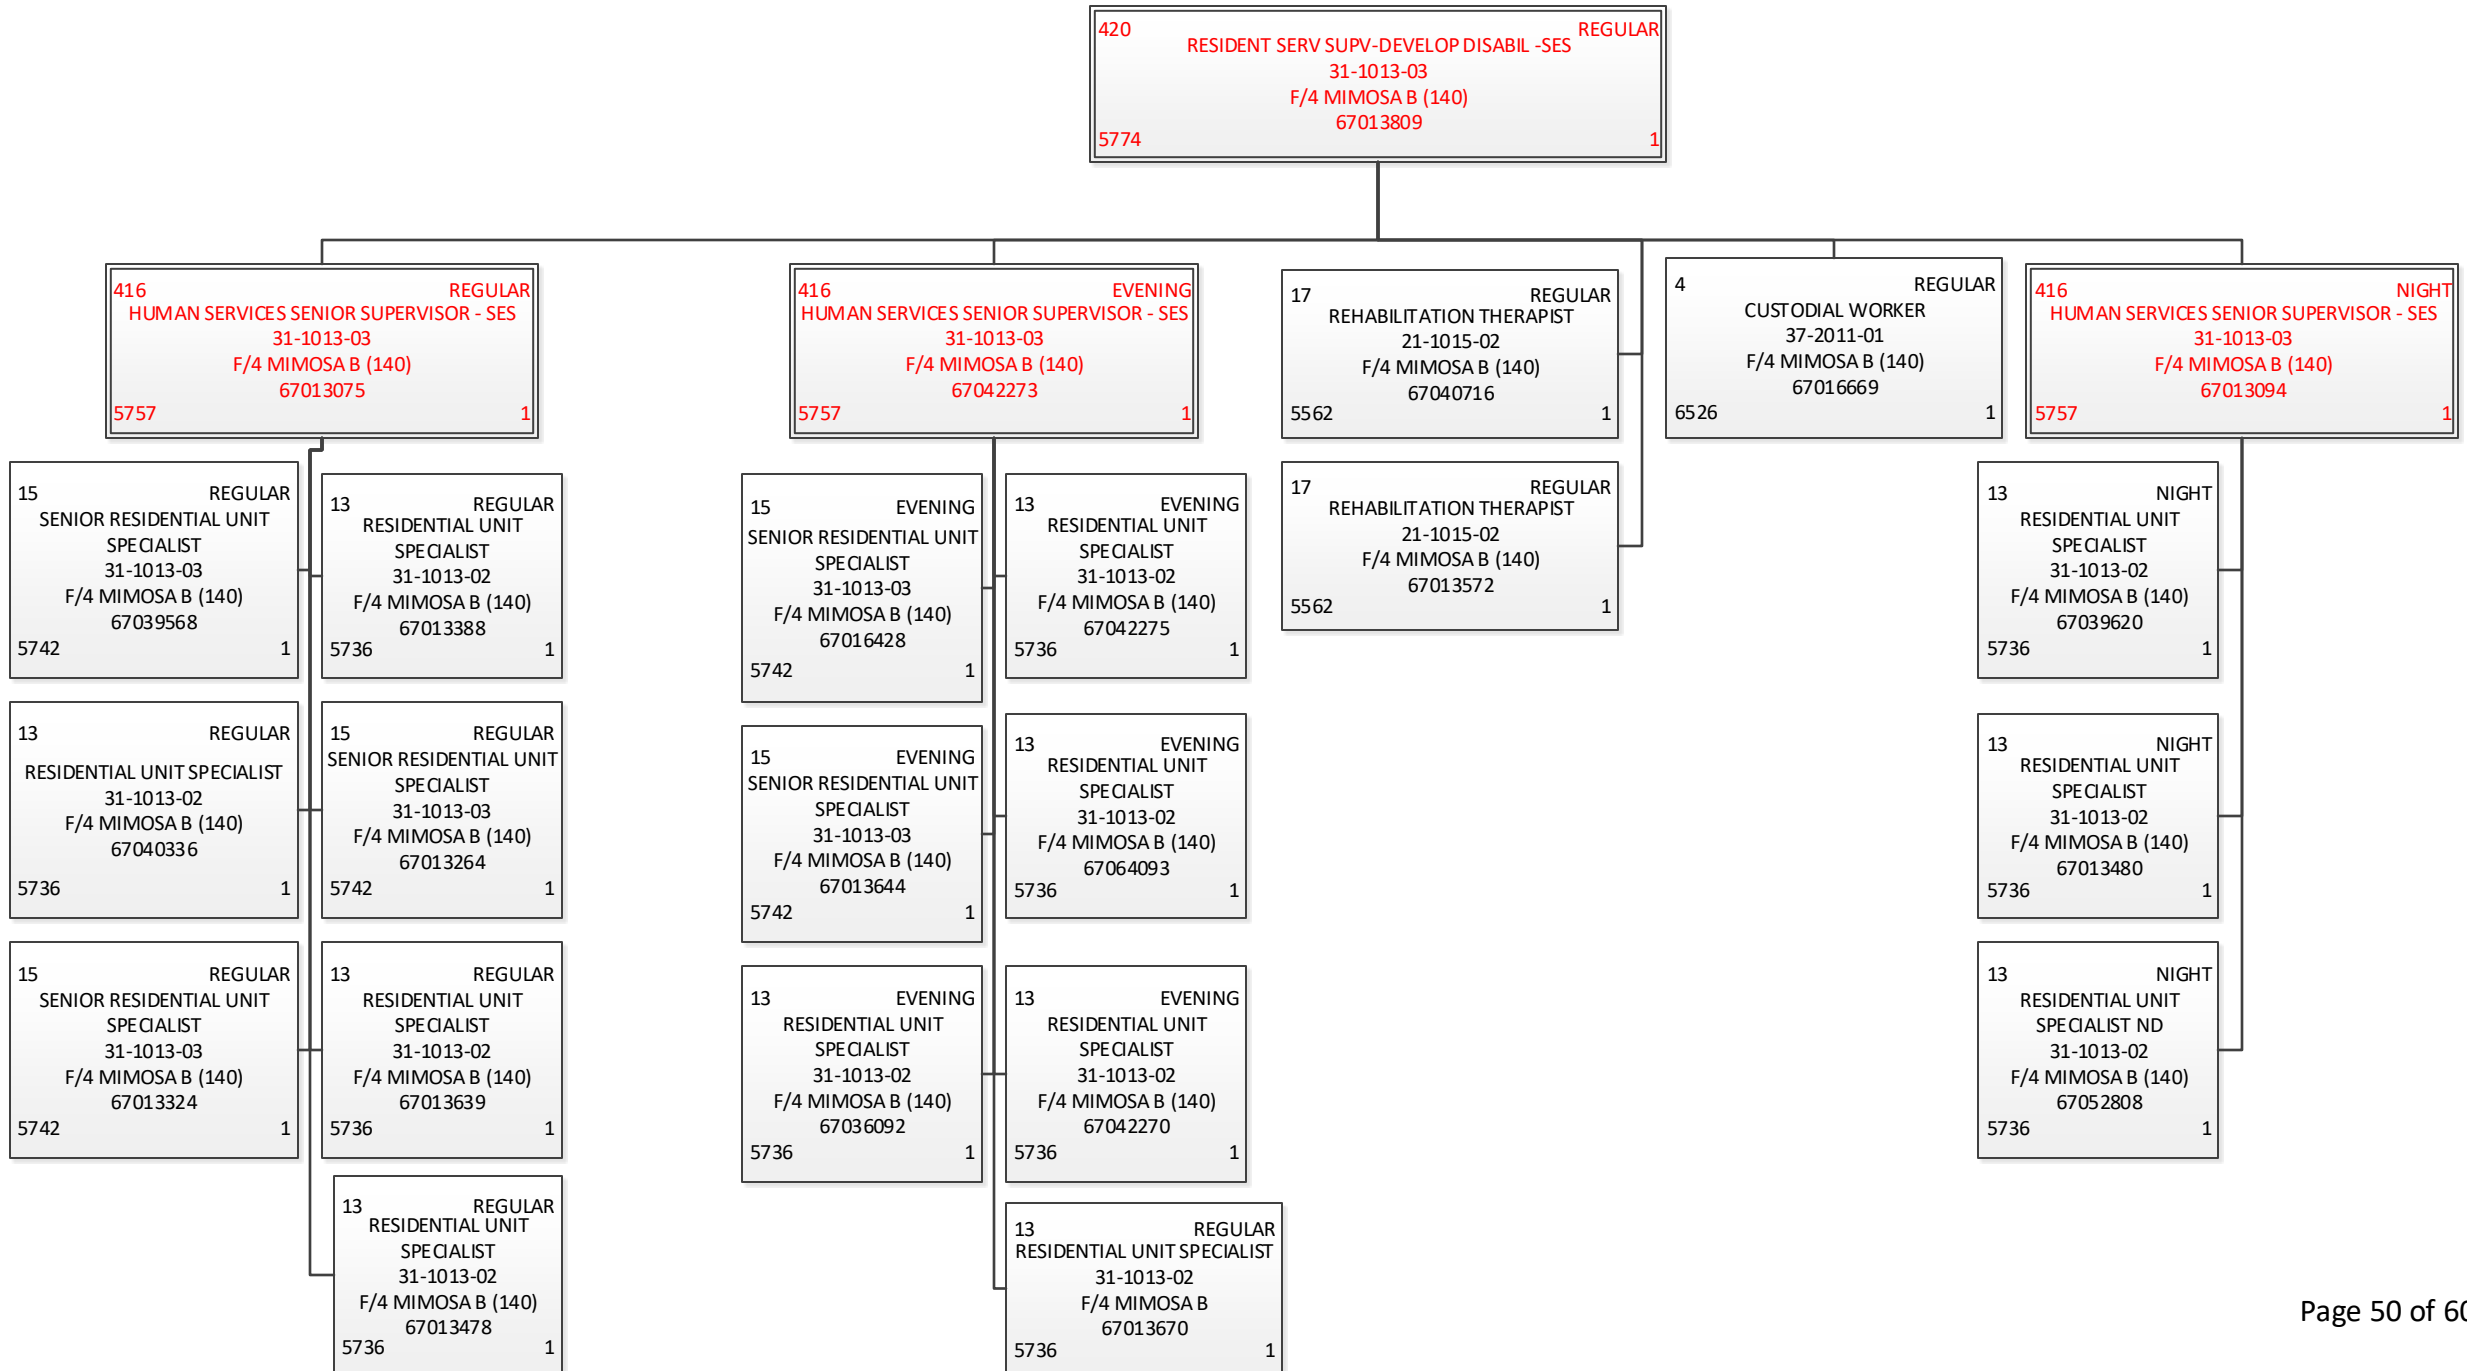 420 REGULAR
RESIDENT SERV SUPV-DEVELOP DISABIL -SES
31-1013-03
F/4 MIMOSA B (140)
67013809
5774 1
416 REGULAR
HUMAN SERVICES SENIOR SUPERVISOR - SES
31-1013-03
F/4 MIMOSA B (140)
67013075
5757 1
416 EVENING
HUMAN SERVICES SENIOR SUPERVISOR - SES
31-1013-03
F/4 MIMOSA B (140)
67042273
5757 1
17 REGULAR
REHABILITATION THERAPIST
21-1015-02
F/4 MIMOSA B (140)
67040716
5562 1
4 REGULAR
CUSTODIAL WORKER
37-2011-01
F/4 MIMOSA B (140)
67016669
6526 1
416 NIGHT
HUMAN SERVICES SENIOR SUPERVISOR - SES
31-1013-03
F/4 MIMOSA B (140)
67013094
5757 1
15 REGULAR
SENIOR RESIDENTIAL UNIT
SPECIALIST
31-1013-03
F/4 MIMOSA B (140)
67039568
5742 1
13 REGULAR
RESIDENTIAL UNIT
SPECIALIST
31-1013-02
F/4 MIMOSA B (140)
67013388
5736 1
15 EVENING
SENIOR RESIDENTIAL UNIT
SPECIALIST
31-1013-03
F/4 MIMOSA B (140)
67016428
5742 1
13 EVENING
RESIDENTIAL UNIT
SPECIALIST
31-1013-02
F/4 MIMOSA B (140)
67042275
5736 1
17 REGULAR
REHABILITATION THERAPIST
21-1015-02
F/4 MIMOSA B (140)
67013572
5562 1
13 NIGHT
RESIDENTIAL UNIT
SPECIALIST
31-1013-02
F/4 MIMOSA B (140)
67039620
5736 1
13 REGULAR
RESIDENTIAL UNIT SPECIALIST
31-1013-02
F/4 MIMOSA B (140)
67040336
5736 1
15 REGULAR
SENIOR RESIDENTIAL UNIT
SPECIALIST
31-1013-03
F/4 MIMOSA B (140)
67013264
5742 1
15 EVENING
SENIOR RESIDENTIAL UNIT
SPECIALIST
31-1013-03
F/4 MIMOSA B (140)
67013644
5742 1
13 EVENING
RESIDENTIAL UNIT
SPECIALIST
31-1013-02
F/4 MIMOSA B (140)
67064093
5736 1
13 NIGHT
RESIDENTIAL UNIT
SPECIALIST
31-1013-02
F/4 MIMOSA B (140)
67013480
5736 1
15 REGULAR
SENIOR RESIDENTIAL UNIT
SPECIALIST
31-1013-03
F/4 MIMOSA B (140)
67013324
5742 1
13 REGULAR
RESIDENTIAL UNIT
SPECIALIST
31-1013-02
F/4 MIMOSA B (140)
67013639
5736 1
13 EVENING
RESIDENTIAL UNIT
SPECIALIST
31-1013-02
F/4 MIMOSA B (140)
67036092
5736 1
13 EVENING
RESIDENTIAL UNIT
SPECIALIST
31-1013-02
F/4 MIMOSA B (140)
67042270
5736 1
13 NIGHT
RESIDENTIAL UNIT
SPECIALIST ND
31-1013-02
F/4 MIMOSA B (140)
67052808
5736 1
13 REGULAR
RESIDENTIAL UNIT
SPECIALIST
31-1013-02
F/4 MIMOSA B (140)
67013478
5736 1
13 REGULAR
RESIDENTIAL UNIT SPECIALIST
31-1013-02
F/4 MIMOSA B
67013670
5736 1
Page 50 of 60